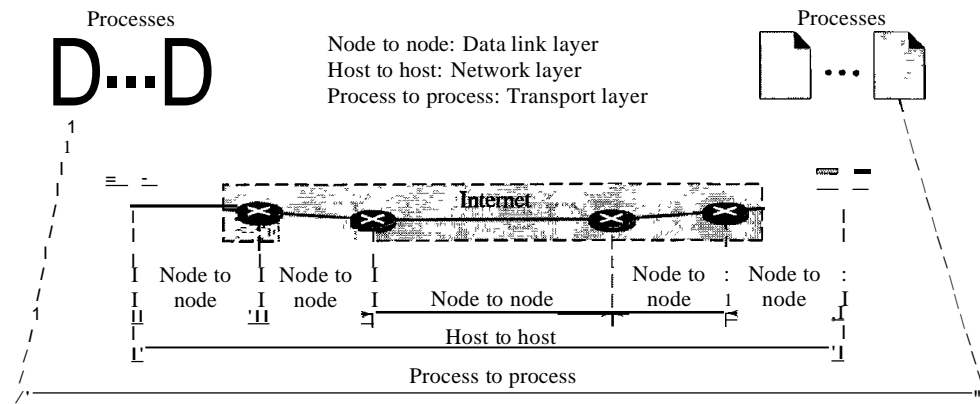 Processes
Processes
D...D
...
Node to node: Data link layer
Host to host: Network layer
Process to process: Transport layer
Internet
Node to
node
Node to
node
Node to node
Node to
node
Node to
node
Host to host
Process to process